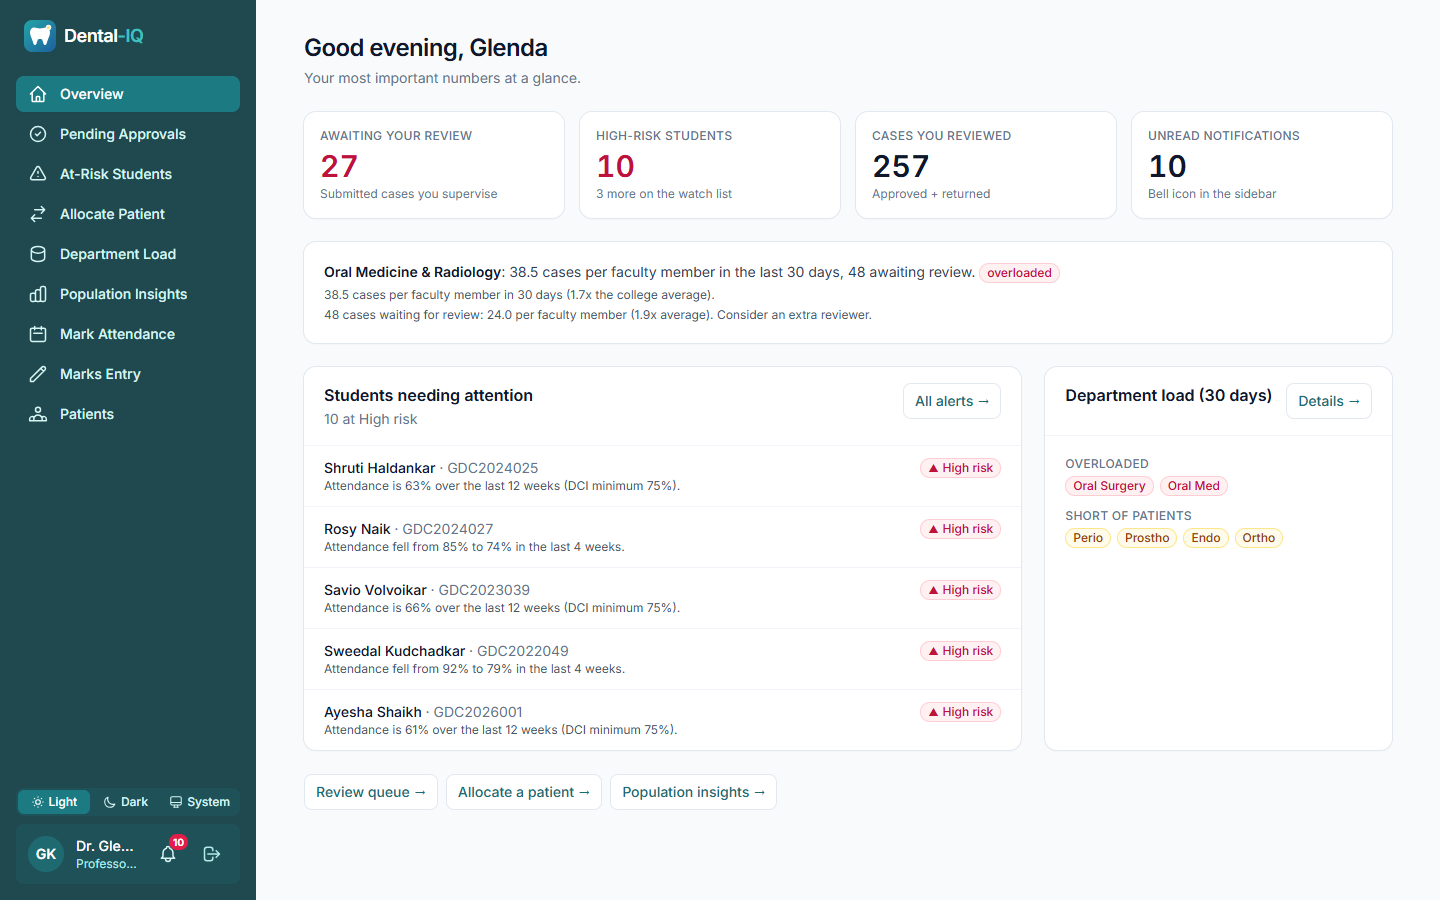 Dental-IQ
Overview
Pending Approvals
At-Risk Students
Allocate Patient
Department Load
Population Insights
Mark Attendance
Marks Entry
Patients
Light
Dark
System
GK
Dr. Gle...
Professo...
10
Good evening, Glenda
Your most important numbers at a glance.
AWAITING YOUR REVIEW
27
Submitted cases you supervise
HIGH-RISK STUDENTS
10
3 more on the watch list
CASES YOU REVIEWED
257
Approved + returned
UNREAD NOTIFICATIONS
10
Bell icon in the sidebar
Oral Medicine & Radiology: 38.5 cases per faculty member in the last 30 days, 48 awaiting review. overloaded
38.5 cases per faculty member in 30 days (1.7x the college average).
48 cases waiting for review: 24.0 per faculty member (1.9x average). Consider an extra reviewer.
Students needing attention
10 at High risk
All alerts →
Shruti Haldankar · GDC2024025
Attendance is 63% over the last 12 weeks (DCI minimum 75%).
▲ High risk
Rosy Naik · GDC2024027
Attendance fell from 85% to 74% in the last 4 weeks.
▲ High risk
Savio Volvoikar · GDC2023039
Attendance is 66% over the last 12 weeks (DCI minimum 75%).
▲ High risk
Sweedal Kudchadkar · GDC2022049
Attendance fell from 92% to 79% in the last 4 weeks.
▲ High risk
Ayesha Shaikh · GDC2026001
Attendance is 61% over the last 12 weeks (DCI minimum 75%).
▲ High risk
Department load (30 days)
Details →
OVERLOADED
Oral Surgery Oral Med
SHORT OF PATIENTS
Perio Prostho Endo Ortho
Review queue →
Allocate a patient →
Population insights →